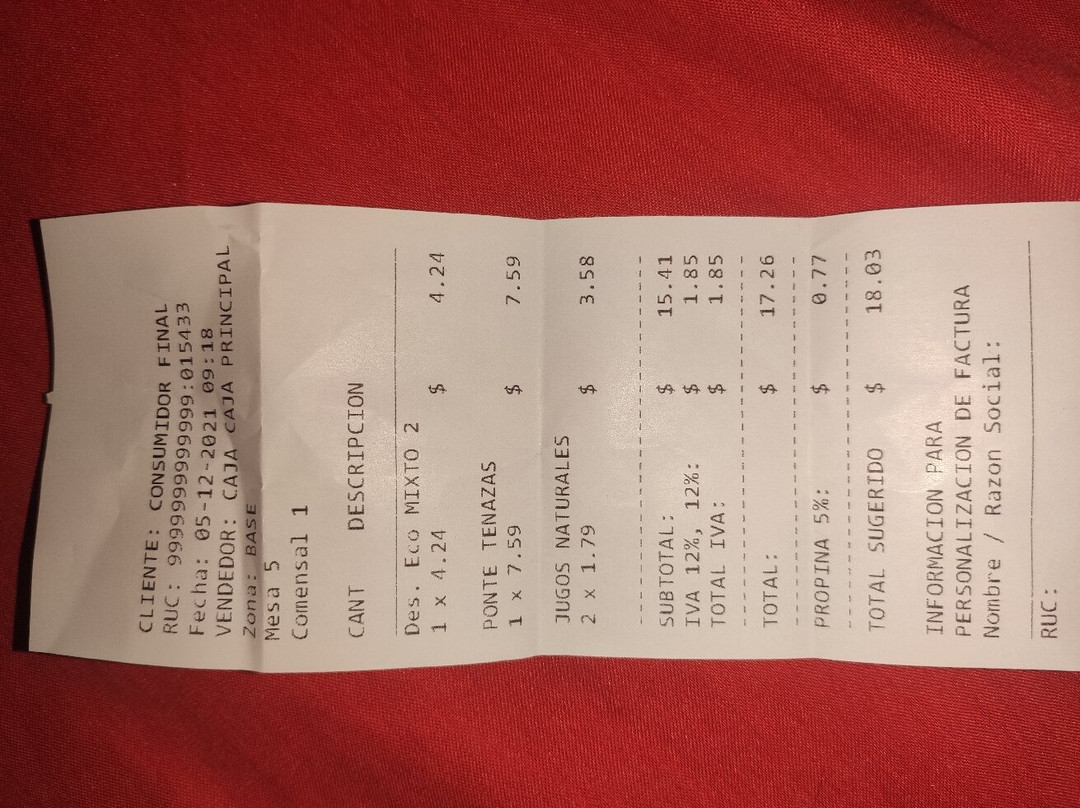 CLIENTE: CONSUMIDOR FINAL
RUC: 9999999999999:015433
Fecha: 05-12-2021 09:18
VENDEDOR: CAJA CAJA PRINCIPAL
Zona: BASE
Mesa 5
Comensal 1
CANT DESCRIPCION
Des. Eco MIXTO 2
1 x 4.24 $ 4.24
PONTE TENAZAS
1 x 7.59 $ 7.59
JUGOS NATURALES
2 x 1.79 $ 3.58
SUBTOTAL: $ 15.41
IVA 12%, 12%: $ 1.85
TOTAL IVA: $ 1.85
TOTAL: $ 17.26
PROPINA 5%: $ 0.77
TOTAL SUGERIDO $ 18.03
INFORMACION PARA
PERSONALIZACION DE FACTURA
Nombre / Razon Social:
RUC: